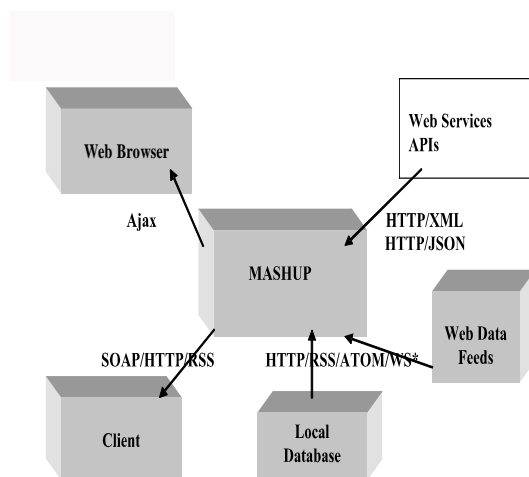 Web Services
APIs
Web Browser
Ajax
HTTP/XML
HTTP/JSON
MASHUP
Web Data
Feeds
SOAP/HTTP/RSS
HTTP/RSS/ATOM/WS*
Client
Local
Database